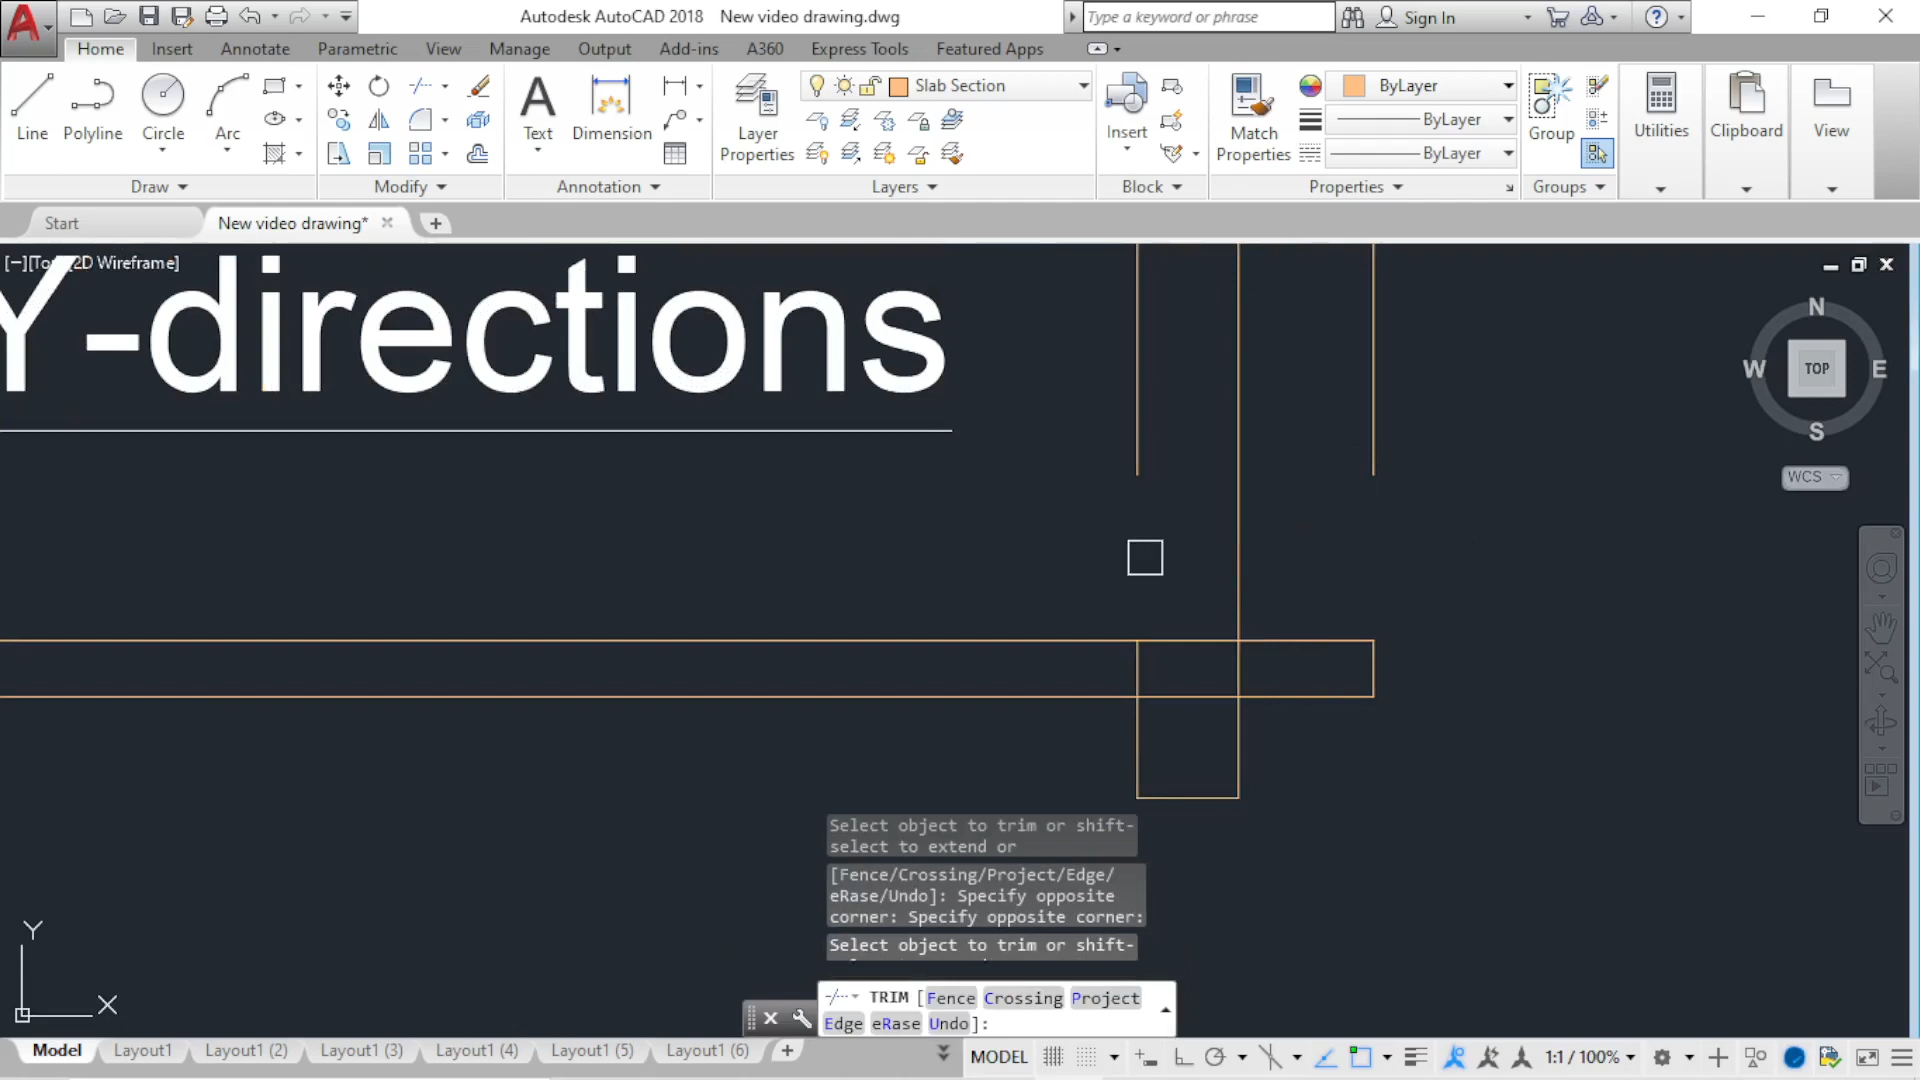 Autodesk AutoCAD 2018 New video drawing.dwg
Type a keyword or phrase
Sign In
Home Insert Annotate Parametric View Manage Output Add-ins A360 Express Tools Featured Apps
Slab Section
ByLayer
Line Polyline Circle Arc
Text Dimension
Layer Properties
Insert
Match Properties
ByLayer
ByLayer
Group
Utilities
Clipboard
View
Draw Modify Annotation Layers Block Properties Groups
Start New video drawing*
[−][Top][2D Wireframe]
Y-directions
N
W TOP E
S
WCS
Select object to trim or shift-
select to extend or
[Fence/Crossing/Project/Edge/
eRase/Undo]: Specify opposite
corner: Specify opposite corner:
Select object to trim or shift-
Y
X
TRIM [Fence Crossing Project
Edge eRase Undo]:
Model Layout1 Layout1 (2) Layout1 (3) Layout1 (4) Layout1 (5) Layout1 (6)
MODEL
1:1 / 100%